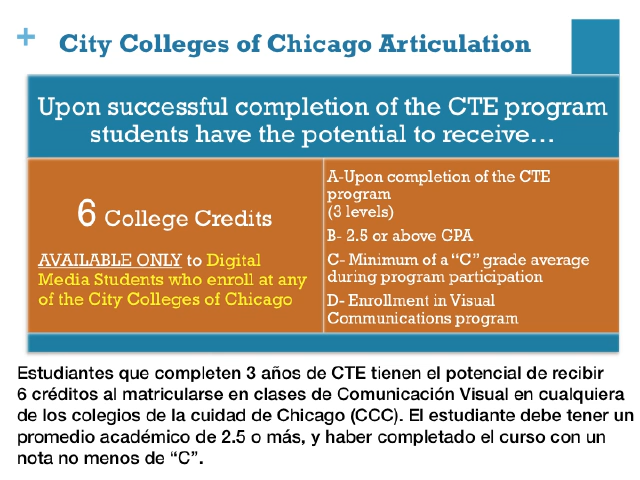 + City Colleges of Chicago Articulation
Upon successful completion of the CTE program
students have the potential to receive…
6 College Credits
AVAILABLE ONLY to Digital
Media Students who enroll at any
of the City Colleges of Chicago
A-Upon completion of the CTE
program
(3 levels)
B- 2.5 or above GPA
C- Minimum of a “C” grade average
during program participation
D- Enrollment in Visual
Communications program
Estudiantes que completen 3 años de CTE tienen el potencial de recibir
6 créditos al matricularse en clases de Comunicación Visual en cualquiera
de los colegios de la cuidad de Chicago (CCC). El estudiante debe tener un
promedio académico de 2.5 o más, y haber completado el curso con un
nota no menos de “C”.